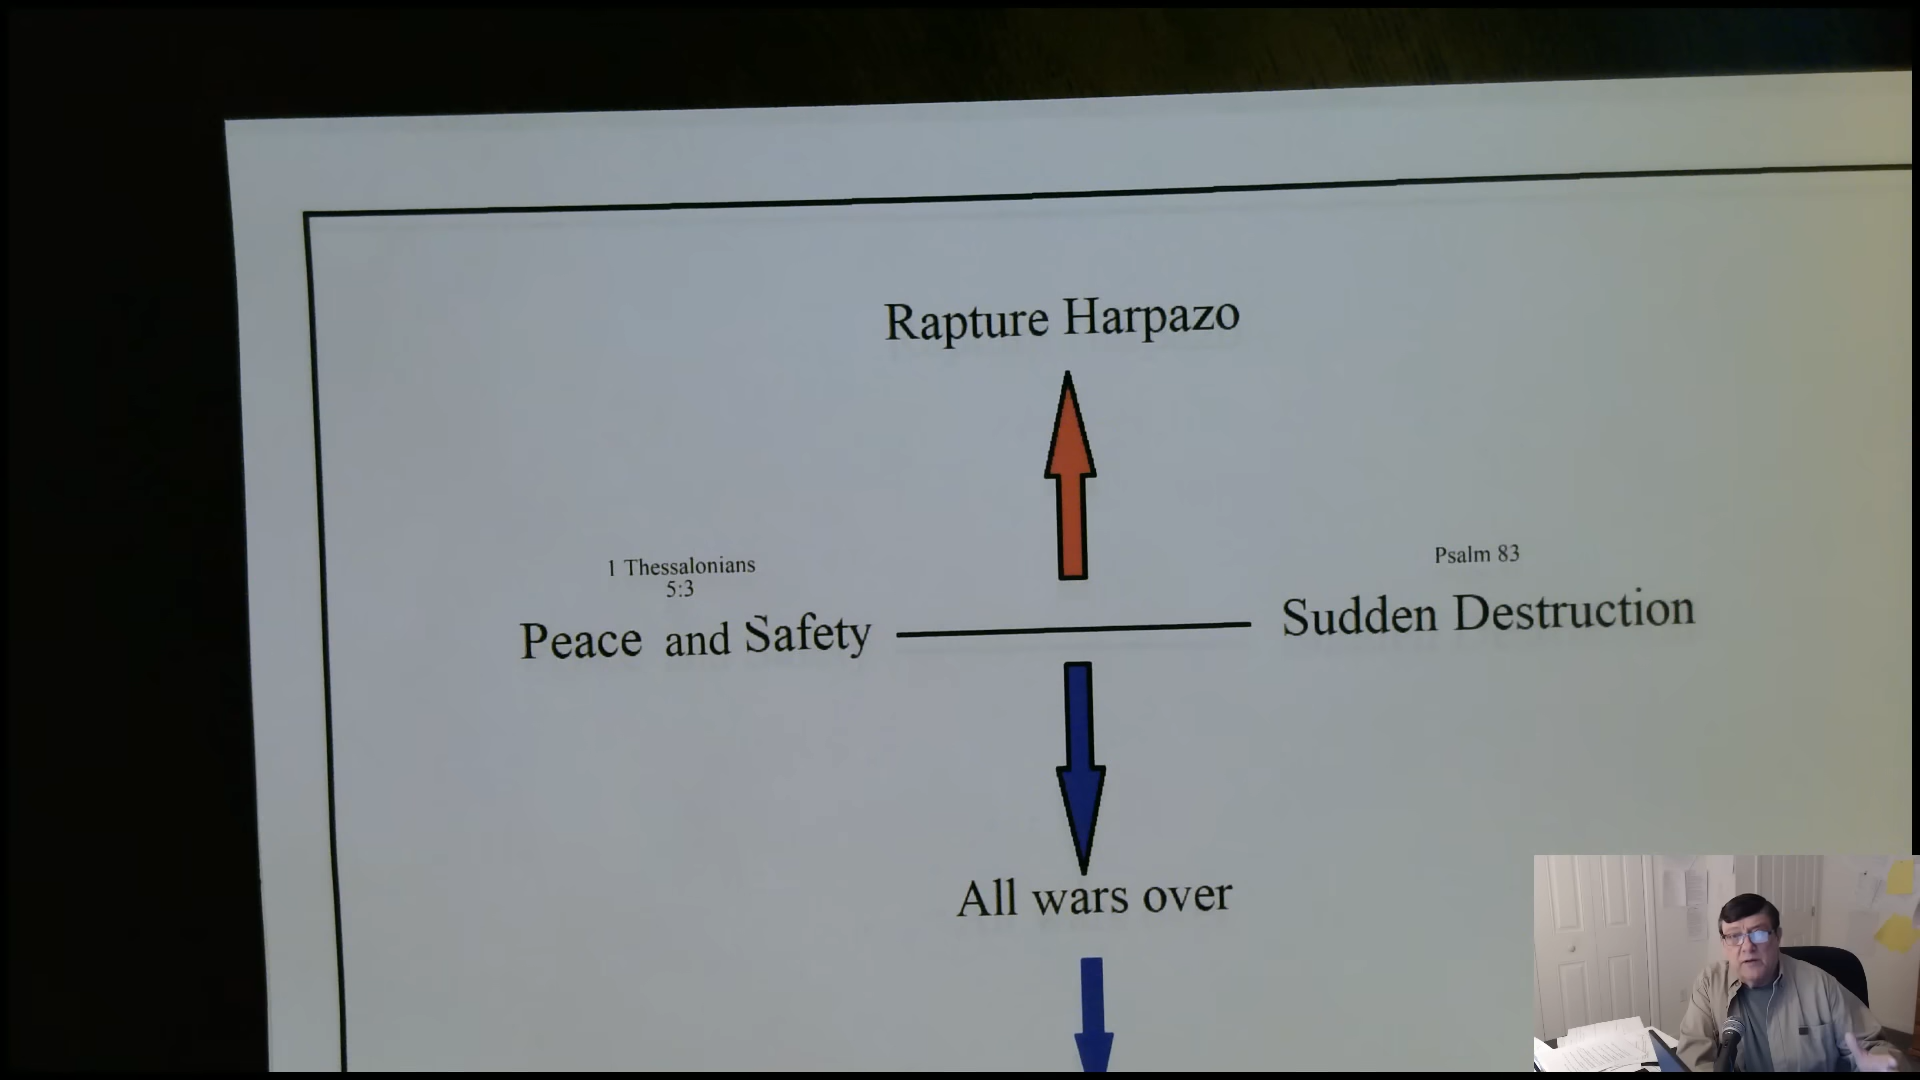 Rapture Harpazo
1 Thessalonians
5:3
Psalm 83
Peace and Safety
Sudden Destruction
All wars over